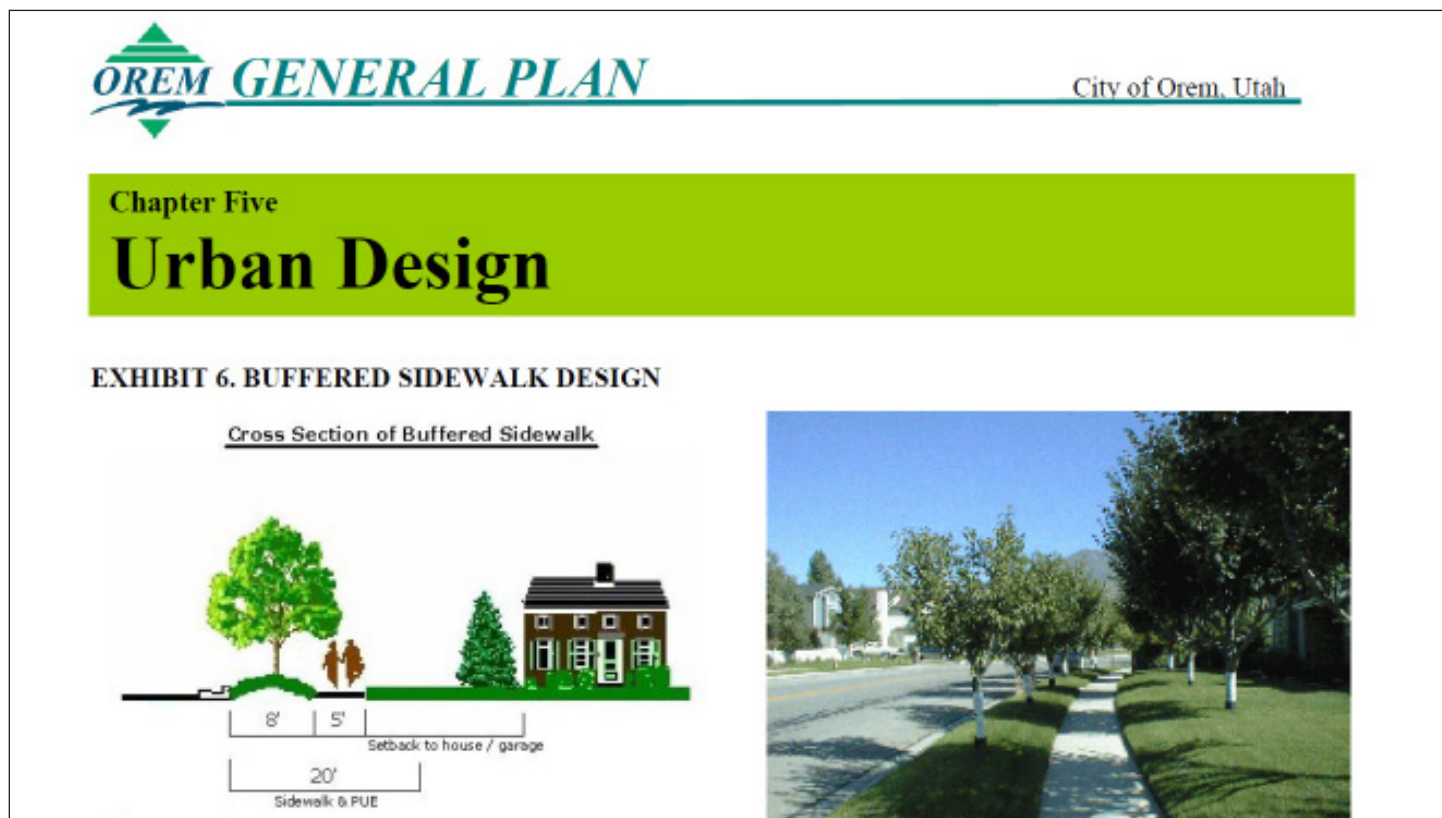 OREM GENERAL PLAN
City of Orem, Utah
Chapter Five
Urban Design
EXHIBIT 6. BUFFERED SIDEWALK DESIGN
Cross Section of Buffered Sidewalk
8' 5'
Setback to house / garage
20'
Sidewalk & PUE